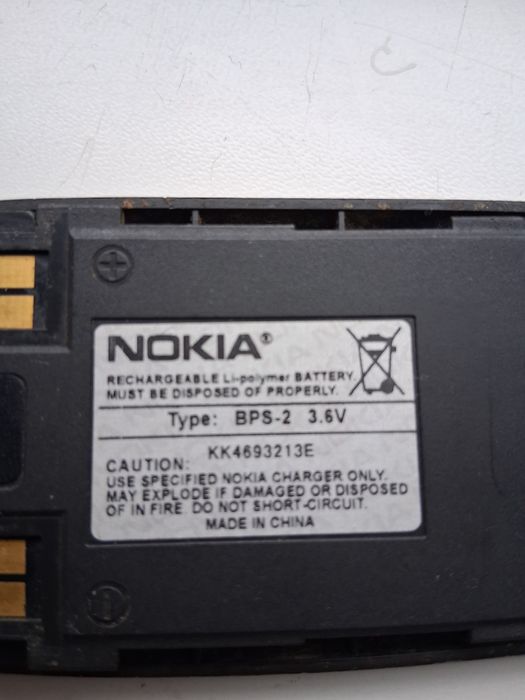 NOKIA®
RECHARGEABLE Li-polymer BATTERY
MUST BE DISPOSED OF PROPERLY.
Type: BPS-2 3.6V
KK4693213E
CAUTION:
USE SPECIFIED NOKIA CHARGER ONLY.
MAY EXPLODE IF DAMAGED OR DISPOSED
OF IN FIRE. DO NOT SHORT-CIRCUIT.
MADE IN CHINA